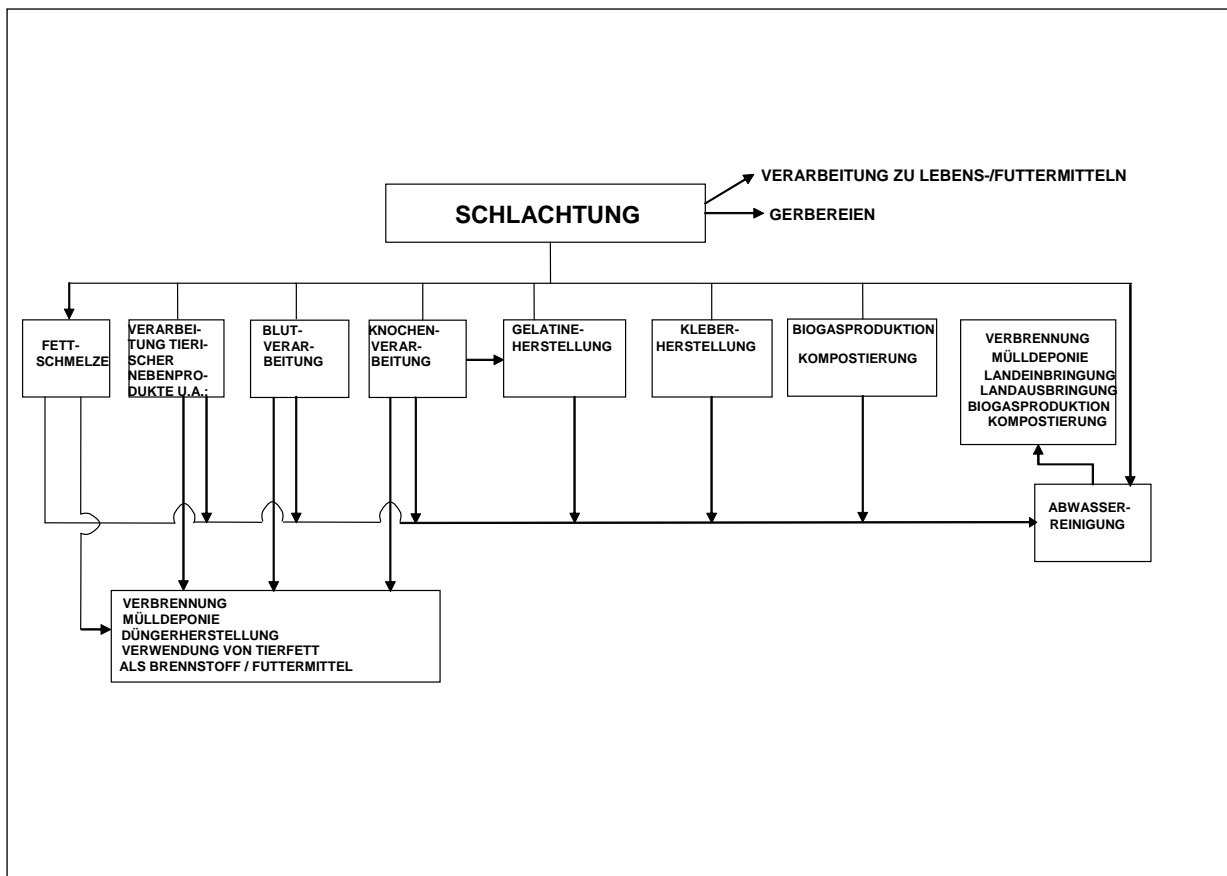 VERARBEITUNG ZU LEBENS-/FUTTERMITTELN
SCHLACHTUNG
GERBEREIEN
FETT-
SCHMELZE
VERARBEI-
TUNG TIERI-
SCHER
NEBENPRO-
DUKTE U.A.:
BLUT-
VERAR-
BEITUNG
KNOCHEN-
VERAR-
BEITUNG
GELATINE-
HERSTELLUNG
KLEBER-
HERSTELLUNG
BIOGASPRODUKTION
KOMPOSTIERUNG
VERBRENNUNG
MÜLLDEPONIE
LANDEINBRINGUNG
LANDAUSBRINGUNG
BIOGASPRODUKTION
KOMPOSTIERUNG
ABWASSER-
REINIGUNG
VERBRENNUNG
MÜLLDEPONIE
DÜNGERHERSTELLUNG
VERWENDUNG VON TIERFETT
ALS BRENNSTOFF / FUTTERMITTEL